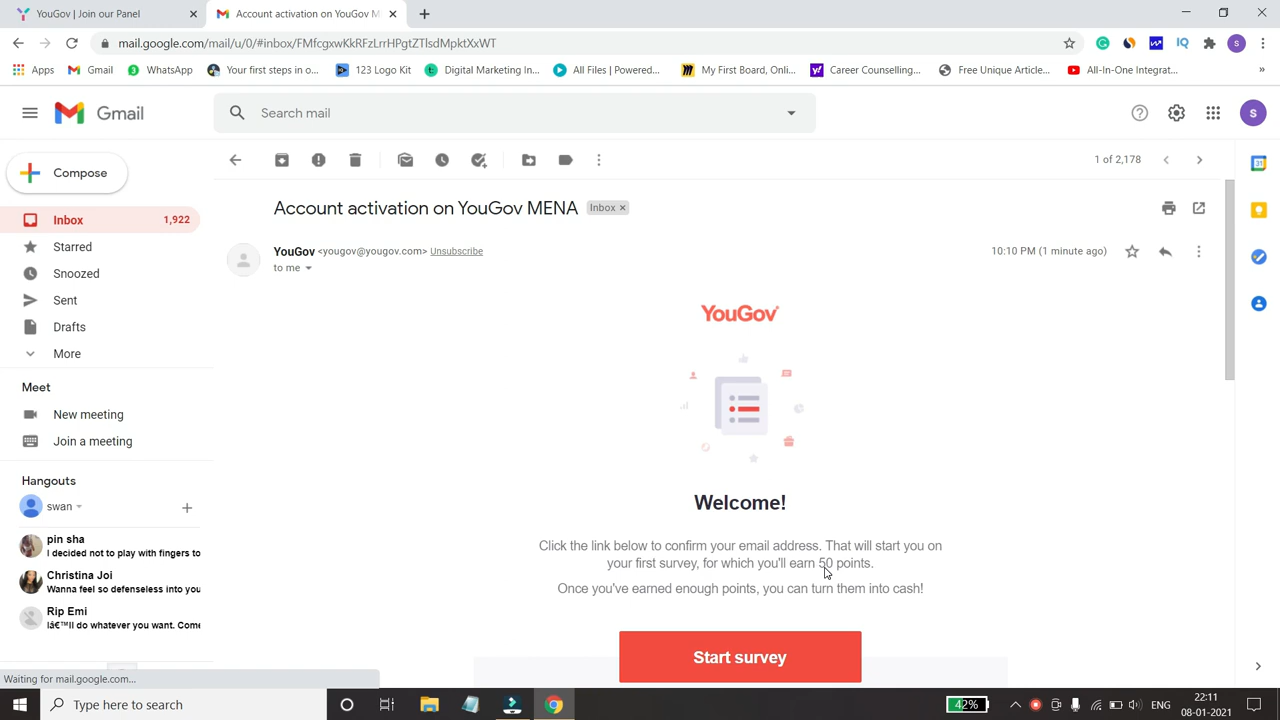 YouGov | Join our Panel
Account activation on YouGov M
mail.google.com/mail/u/0/#inbox/FMfcgxwKkRFzLrrHPgtZTlsdMpktXxWT
Apps
Gmail
WhatsApp
Your first steps in o...
123 Logo Kit
Digital Marketing In...
All Files | Powered...
My First Board, Onli...
Career Counselling...
Free Unique Article...
All-In-One Integrat...
Gmail
Search mail
Compose
1 of 2,178
Inbox 1,922
Starred
Snoozed
Sent
Drafts
More
Meet
New meeting
Join a meeting
Hangouts
swan
pin sha
I decided not to play with fingers to
Christina Joi
Wanna feel so defenseless into you
Rip Emi
Iâ€™ll do whatever you want. Come
Account activation on YouGov MENA Inbox
YouGov <yougov@yougov.com> Unsubscribe
10:10 PM (1 minute ago)
to me
YouGov
Welcome!
Click the link below to confirm your email address. That will start you on
your first survey, for which you'll earn 50 points.
Once you've earned enough points, you can turn them into cash!
Start survey
Waiting for mail.google.com...
Type here to search
42%
ENG
22:11
08-01-2021